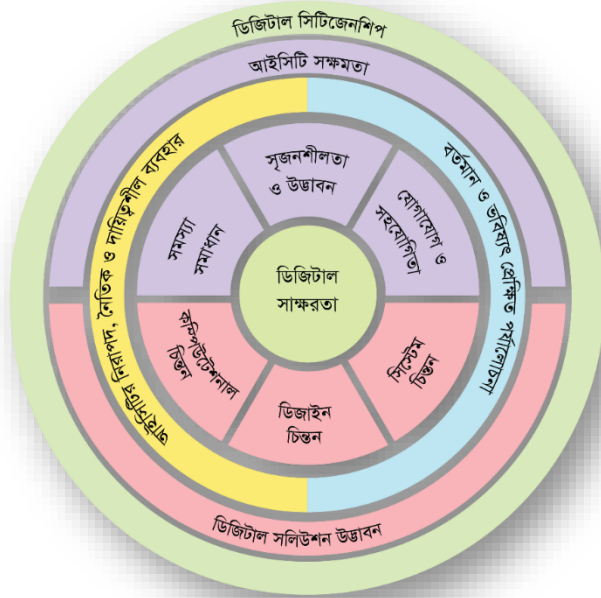 ডিজিটাল সিটিজেনশিপ
আইসিটি সক্ষমতা
আইসিটির নিরাপদ, নৈতিক ও দায়িত্বশীল ব্যবহার
বর্তমান ও ভবিষ্যৎ প্রেক্ষিত পর্যালোচনা
সৃজনশীলতা
ও উদ্ভাবন
সমস্যা
সমাধান
যোগাযোগ ও
সহযোগিতা
ডিজিটাল
সাক্ষরতা
কম্পিউটেশনাল
চিন্তন
ডিজাইন
চিন্তন
সিস্টেম
চিন্তন
ডিজিটাল সলিউশন উদ্ভাবন